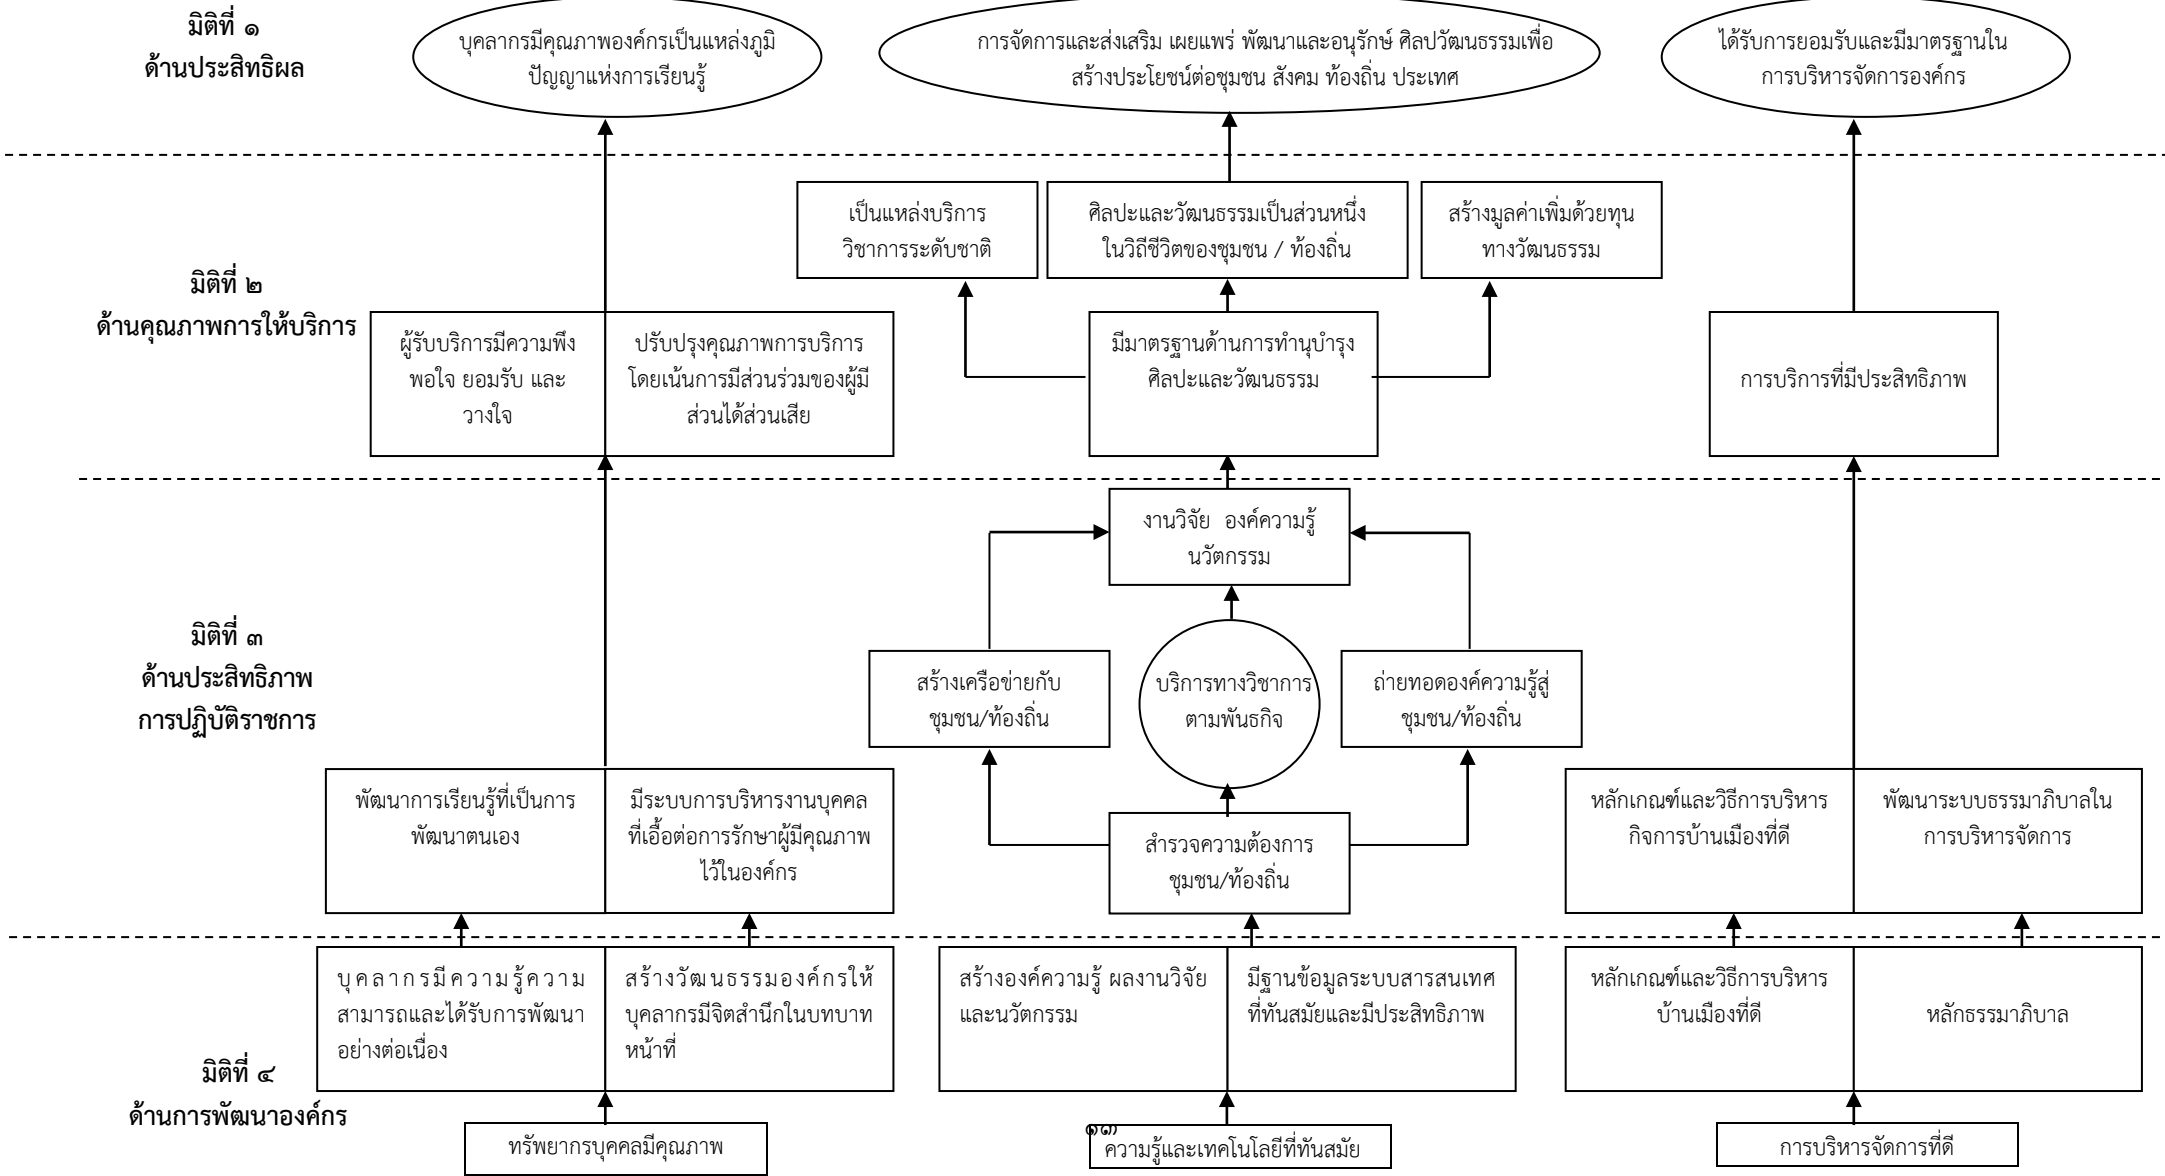 มิติที่ ๑
ด้านประสิทธิผล
บุคลากรมีคุณภาพองค์กรเป็นแหล่งภูมิ
ปัญญาแห่งการเรียนรู้
การจัดการและส่งเสริม เผยแพร่ พัฒนาและอนุรักษ์ ศิลปวัฒนธรรมเพื่อ
สร้างประโยชน์ต่อชุมชน สังคม ท้องถิ่น ประเทศ
ได้รับการยอมรับและมีมาตรฐานใน
การบริหารจัดการองค์กร
มิติที่ ๒
ด้านคุณภาพการให้บริการ
เป็นแหล่งบริการ
วิชาการระดับชาติ
ศิลปะและวัฒนธรรมเป็นส่วนหนึ่ง
ในวิถีชีวิตของชุมชน / ท้องถิ่น
สร้างมูลค่าเพิ่มด้วยทุน
ทางวัฒนธรรม
ผู้รับบริการมีความพึง
พอใจ ยอมรับ และ
วางใจ
ปรับปรุงคุณภาพการบริการ
โดยเน้นการมีส่วนร่วมของผู้มี
ส่วนได้ส่วนเสีย
มีมาตรฐานด้านการทำนุบำรุง
ศิลปะและวัฒนธรรม
การบริการที่มีประสิทธิภาพ
มิติที่ ๓
ด้านประสิทธิภาพ
การปฏิบัติราชการ
งานวิจัย องค์ความรู้
นวัตกรรม
สร้างเครือข่ายกับ
ชุมชน/ท้องถิ่น
บริการทางวิชาการ
ตามพันธกิจ
ถ่ายทอดองค์ความรู้สู่
ชุมชน/ท้องถิ่น
พัฒนาการเรียนรู้ที่เป็นการ
พัฒนาตนเอง
มีระบบการบริหารงานบุคคล
ที่เอื้อต่อการรักษาผู้มีคุณภาพ
ไว้ในองค์กร
สำรวจความต้องการ
ชุมชน/ท้องถิ่น
หลักเกณฑ์และวิธีการบริหาร
กิจการบ้านเมืองที่ดี
พัฒนาระบบธรรมาภิบาลใน
การบริหารจัดการ
มิติที่ ๔
ด้านการพัฒนาองค์กร
บุคลากรมีความรู้ความ
สามารถและได้รับการพัฒนา
อย่างต่อเนื่อง
สร้างวัฒนธรรมองค์กรให้
บุคลากรมีจิตสำนึกในบทบาท
หน้าที่
สร้างองค์ความรู้ ผลงานวิจัย
และนวัตกรรม
มีฐานข้อมูลระบบสารสนเทศ
ที่ทันสมัยและมีประสิทธิภาพ
หลักเกณฑ์และวิธีการบริหาร
บ้านเมืองที่ดี
หลักธรรมาภิบาล
ทรัพยากรบุคคลมีคุณภาพ
๑๓
ความรู้และเทคโนโลยีที่ทันสมัย
การบริหารจัดการที่ดี